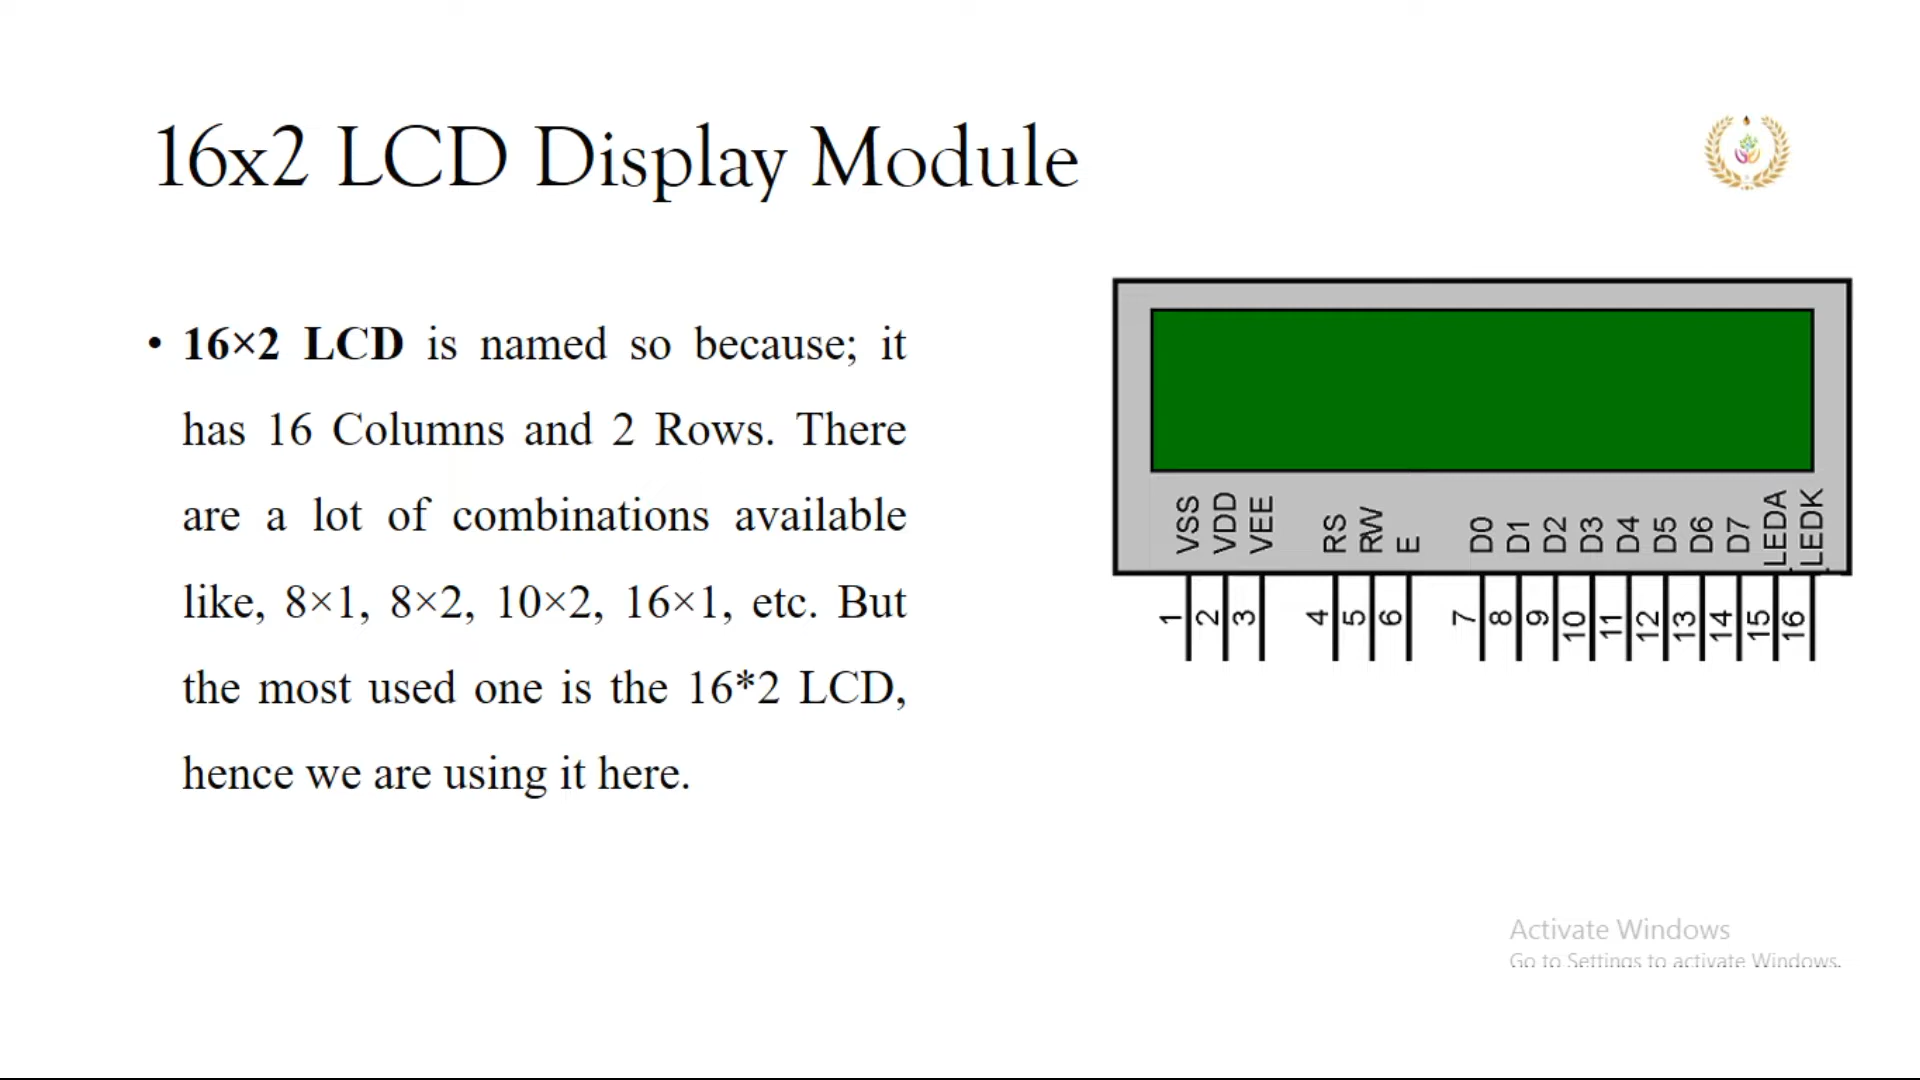 16x2 LCD Display Module
• 16×2 LCD is named so because; it
has 16 Columns and 2 Rows. There
are a lot of combinations available
like, 8×1, 8×2, 10×2, 16×1, etc. But
the most used one is the 16*2 LCD,
hence we are using it here.
VSS VDD VEE RS RW E D0 D1 D2 D3 D4 D5 D6 D7 LEDA LEDK
1 2 3 4 5 6 7 8 9 10 11 12 13 14 15 16
Activate Windows
Go to Settings to activate Windows.